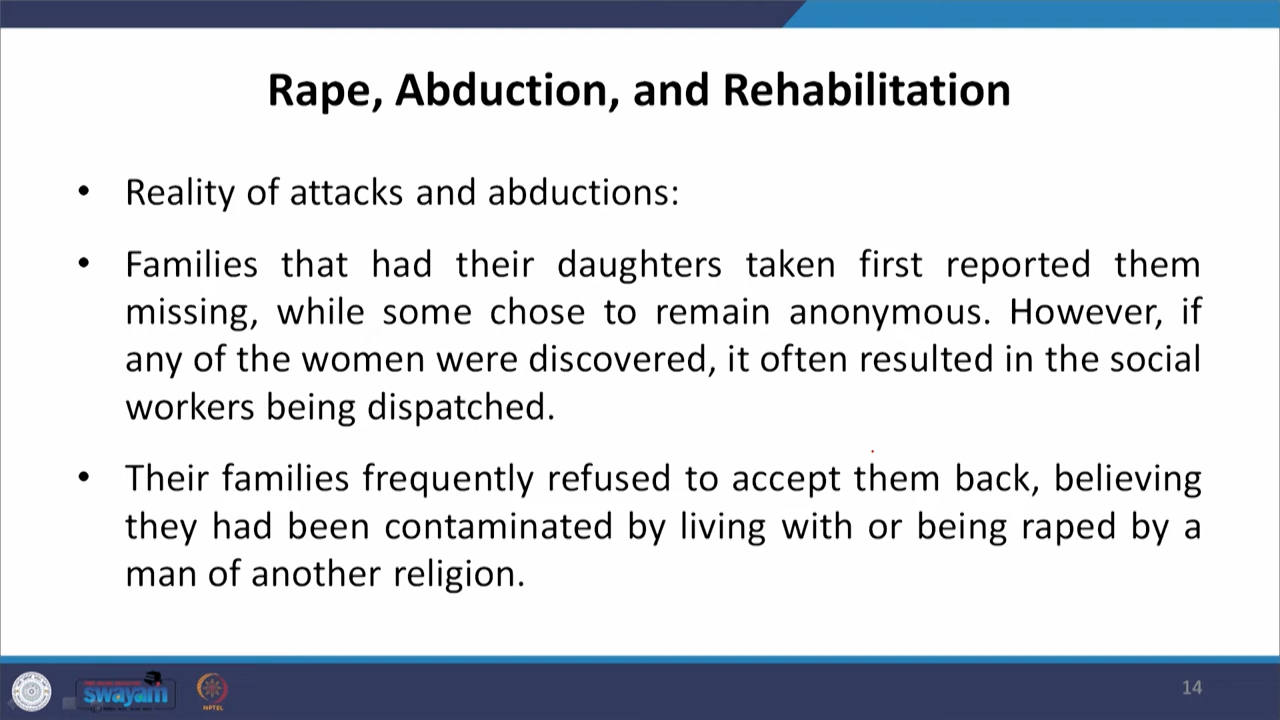 Rape, Abduction, and Rehabilitation
• Reality of attacks and abductions:
• Families that had their daughters taken first reported them
missing, while some chose to remain anonymous. However, if
any of the women were discovered, it often resulted in the social
workers being dispatched.
• Their families frequently refused to accept them back, believing
they had been contaminated by living with or being raped by a
man of another religion.
swayam
NPTEL
14